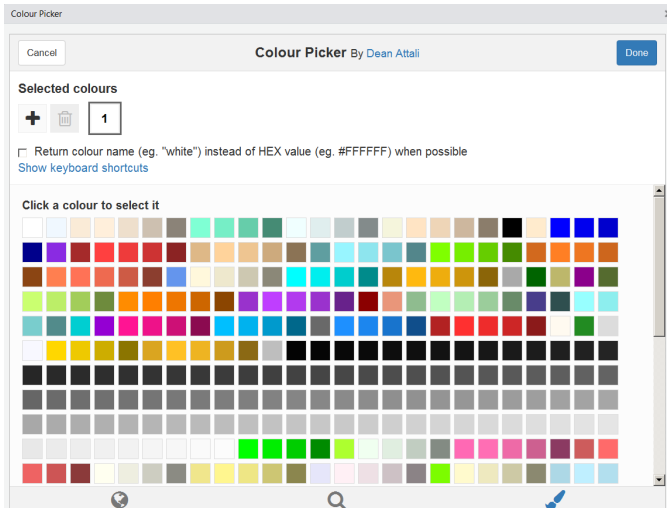 Colour Picker
Cancel
Colour Picker By Dean Attali
Done
Selected colours
1
Return colour name (eg. "white") instead of HEX value (eg. #FFFFFF) when possible
Show keyboard shortcuts
Click a colour to select it